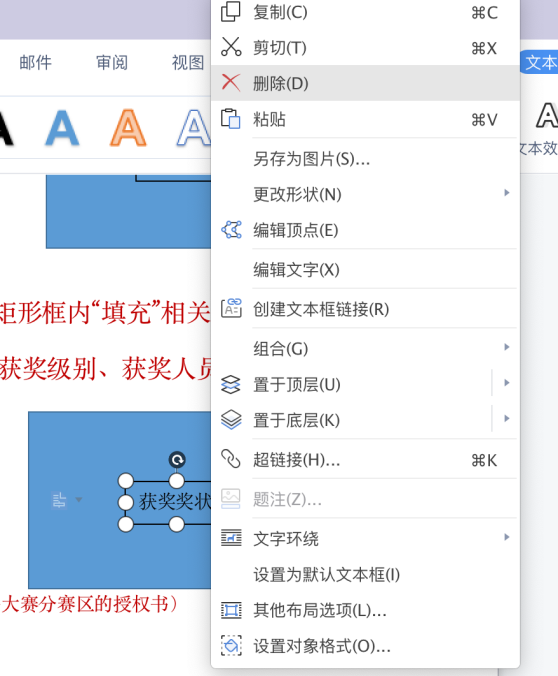 复制(C) ⌘C
剪切(T) ⌘X
邮件 审阅 视图 文本
删除(D)
粘贴 ⌘V
A A A A A
文本效
另存为图片(S)...
更改形状(N)
编辑顶点(E)
编辑文字(X)
矩形框内“填充”相关
创建文本框链接(R)
组合(G)
获奖级别、获奖人员
置于顶层(U)
置于底层(K)
超链接(H)... ⌘K
获奖奖状
题注(Z)...
文字环绕
设置为默认文本框(I)
大赛分赛区的授权书）
其他布局选项(L)...
设置对象格式(O)...